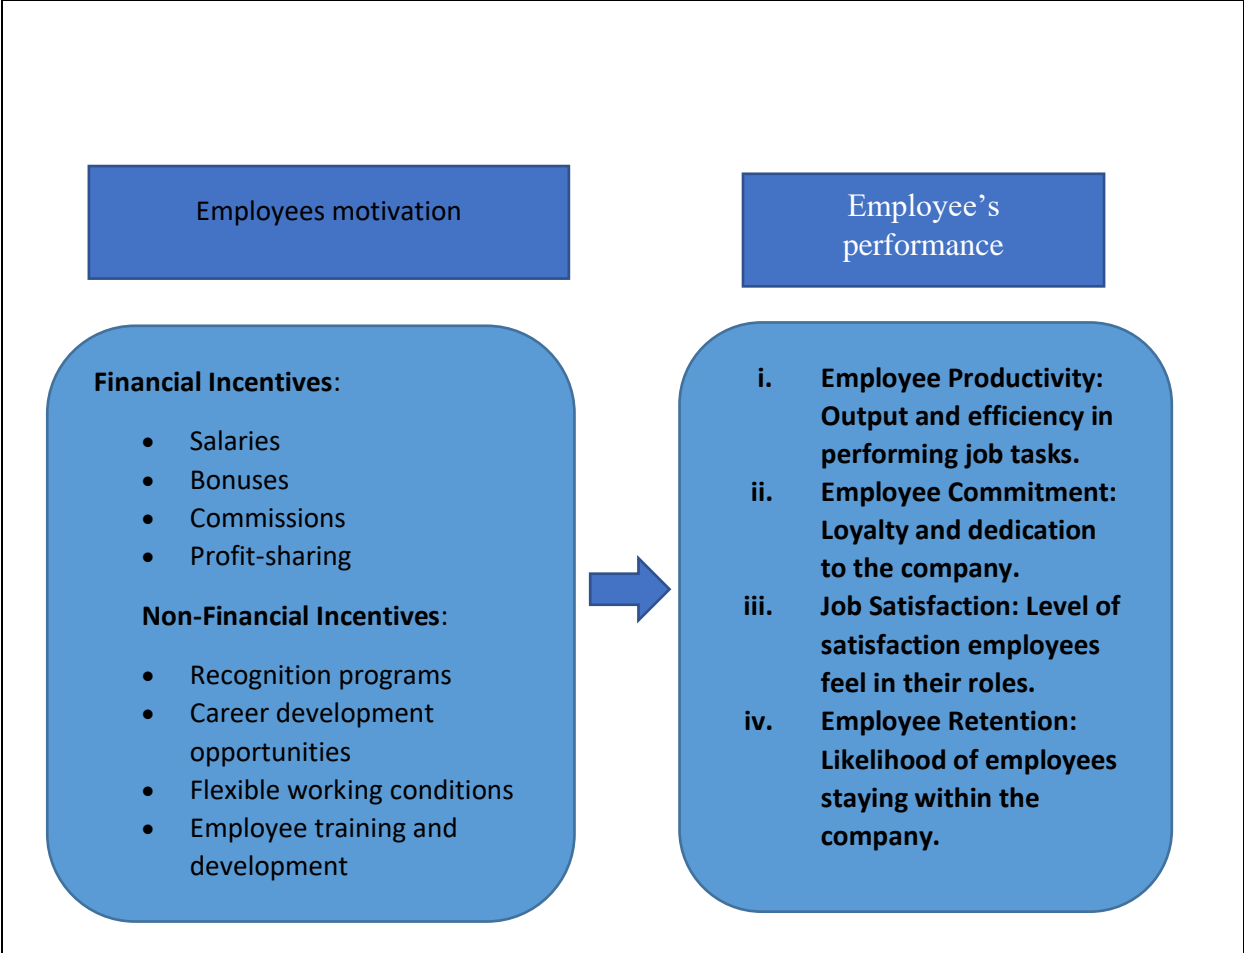 Employees motivation
Employee’s
performance
Financial Incentives:
• Salaries
• Bonuses
• Commissions
• Profit-sharing
Non-Financial Incentives:
• Recognition programs
• Career development
opportunities
• Flexible working conditions
• Employee training and
development
i. Employee Productivity:
Output and efficiency in
performing job tasks.
ii. Employee Commitment:
Loyalty and dedication
to the company.
iii. Job Satisfaction: Level of
satisfaction employees
feel in their roles.
iv. Employee Retention:
Likelihood of employees
staying within the
company.